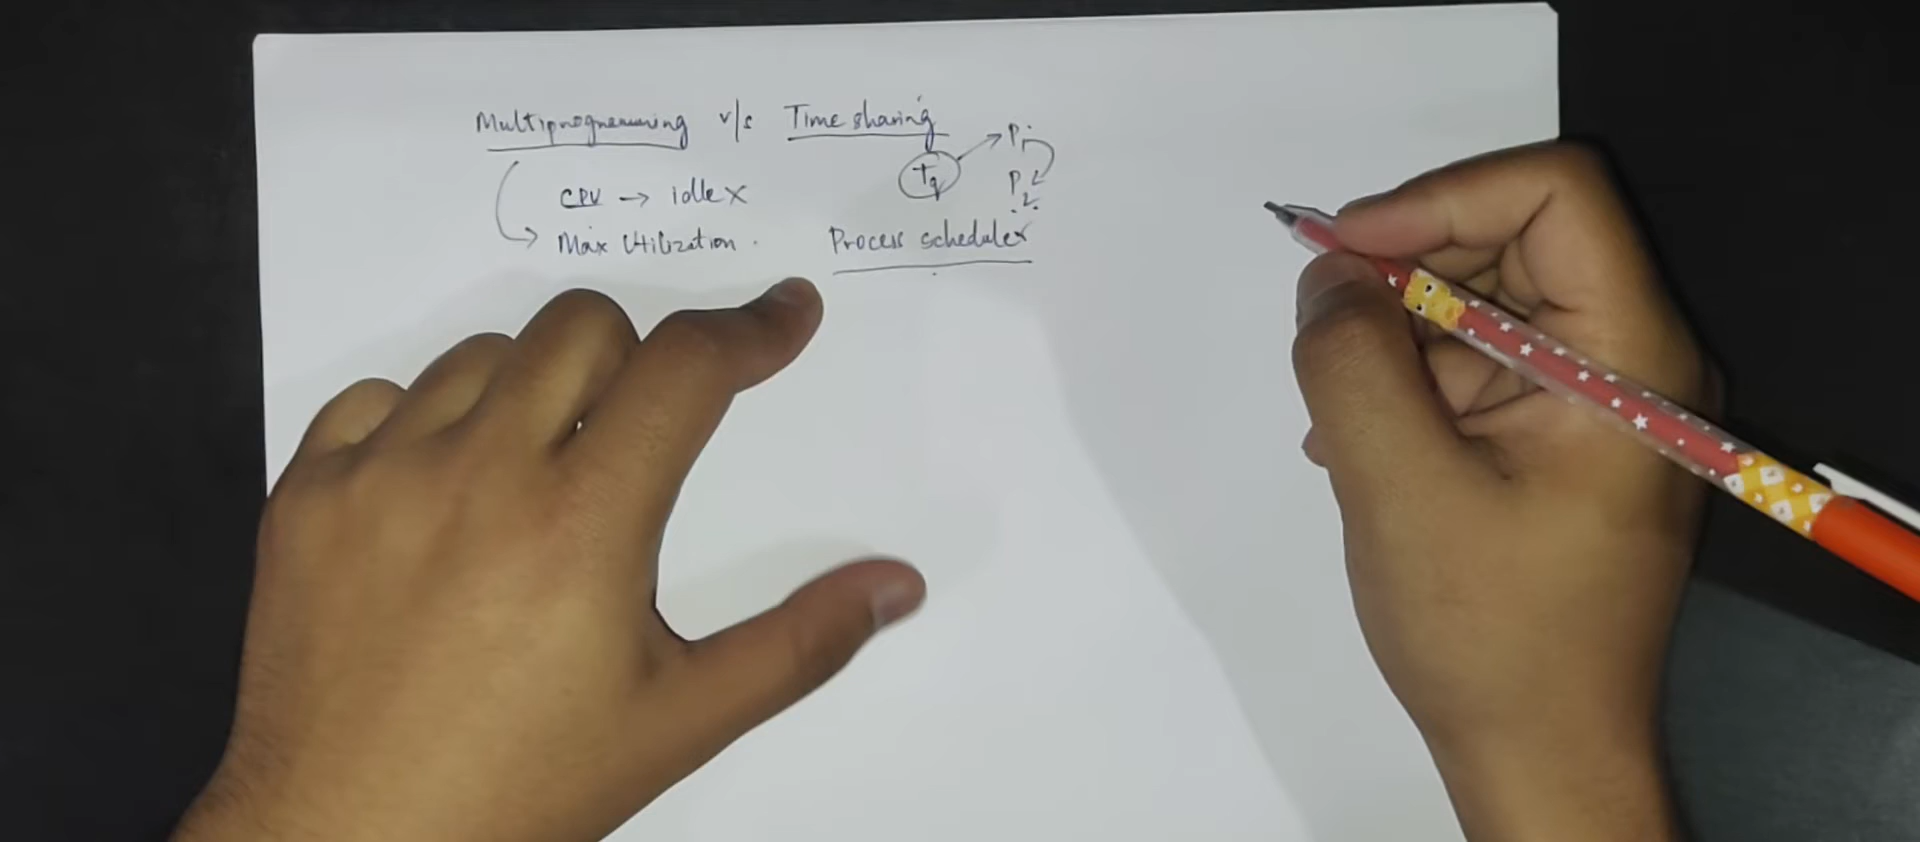 Multiprogramming v/s Time sharing
Tq → P1
P2
CPU → idle X
Max Utilization.
Process scheduler